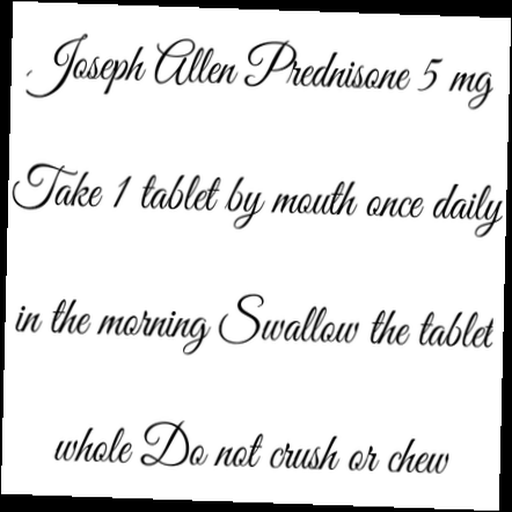 Joseph Allen Prednisone 5 mg
Take 1 tablet by mouth once daily
in the morning Swallow the tablet
whole Do not crush or chew